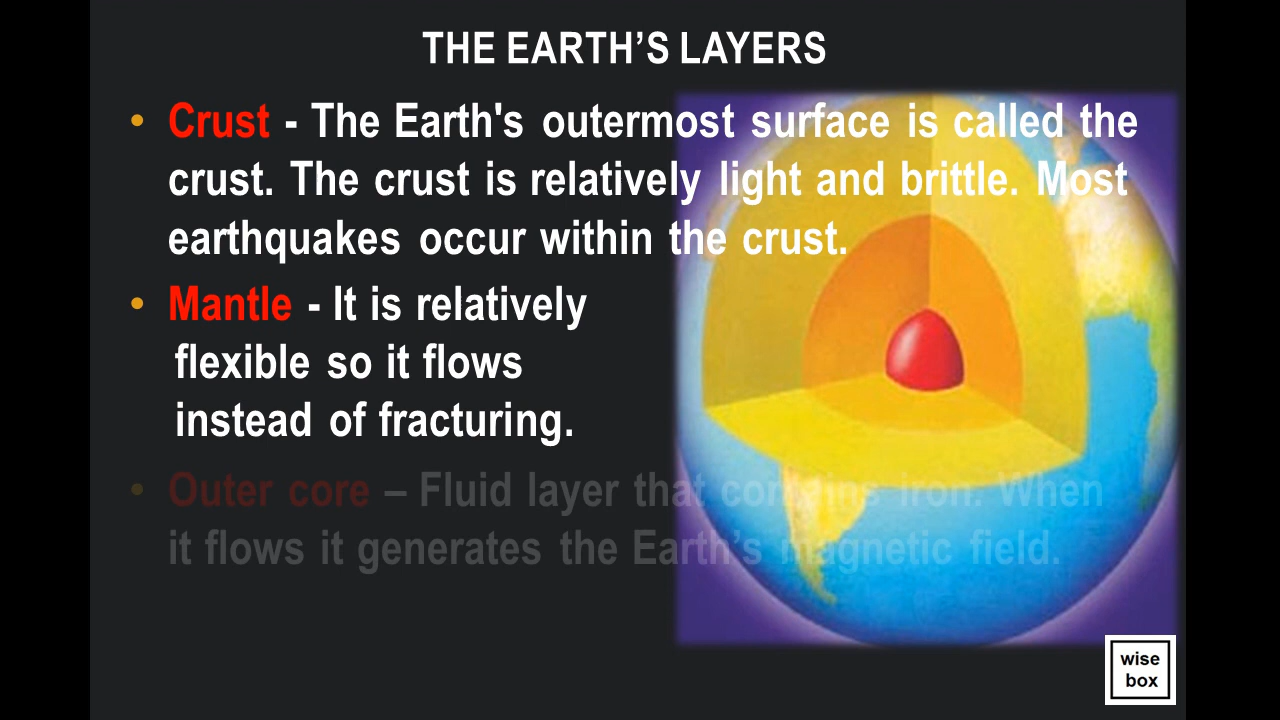 THE EARTH’S LAYERS
• Crust - The Earth's outermost surface is called the
crust. The crust is relatively light and brittle. Most
earthquakes occur within the crust.
• Mantle - It is relatively
flexible so it flows
instead of fracturing.
• Outer core – Fluid layer that contains iron. When
it flows it generates the Earth’s magnetic field.
wise
box